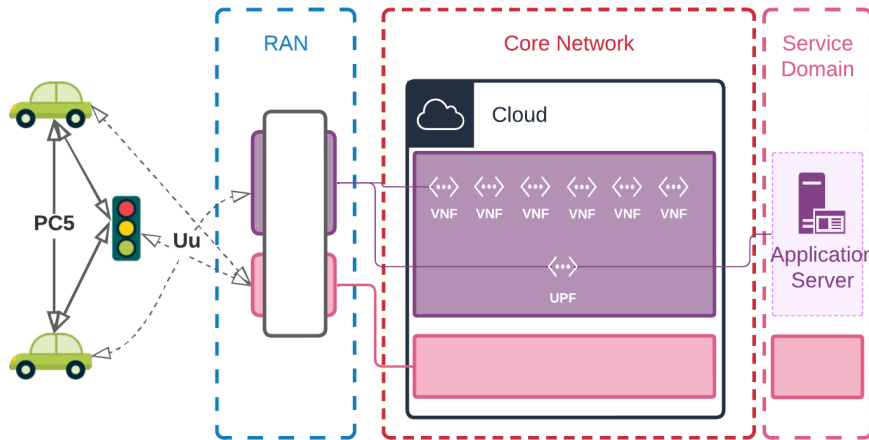 RAN
Core Network
Service
Domain
Cloud
PC5
Uu
VNF VNF VNF VNF VNF VNF
UPF
Application
Server